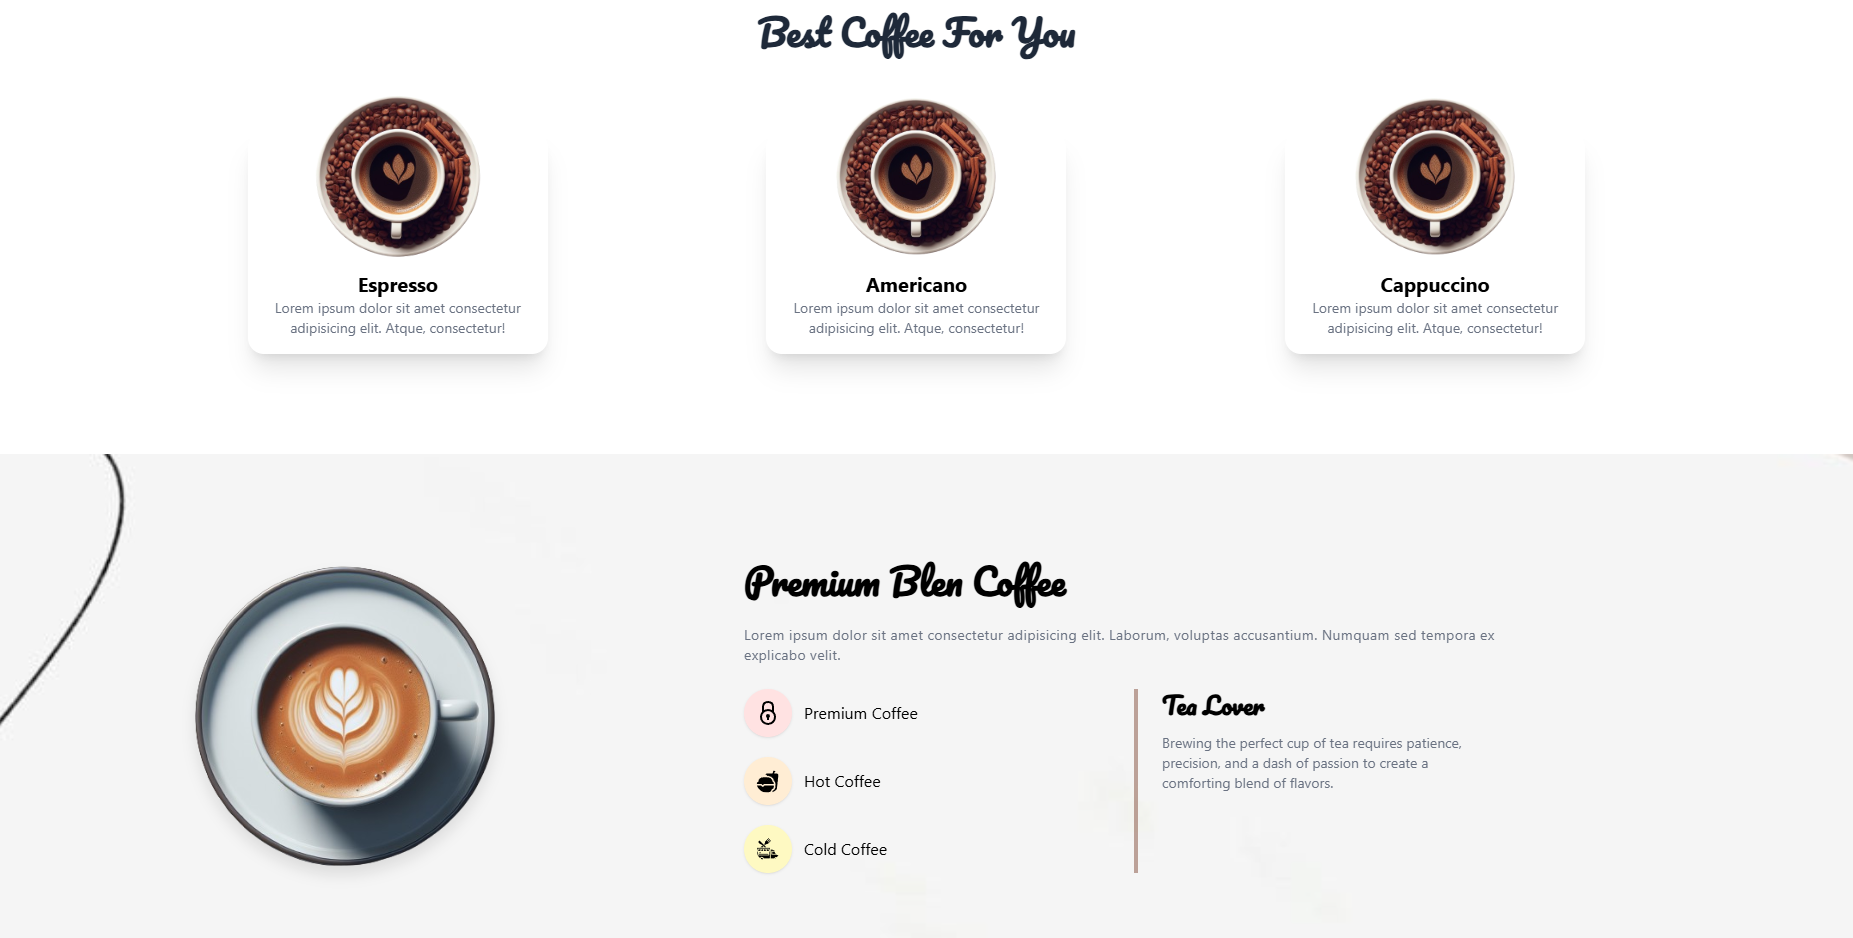 Best Coffee For You
Espresso
Lorem ipsum dolor sit amet consectetur
adipisicing elit. Atque, consectetur!
Americano
Lorem ipsum dolor sit amet consectetur
adipisicing elit. Atque, consectetur!
Cappuccino
Lorem ipsum dolor sit amet consectetur
adipisicing elit. Atque, consectetur!
Premium Blen Coffee
Lorem ipsum dolor sit amet consectetur adipisicing elit. Laborum, voluptas accusantium. Numquam sed tempora ex
explicabo velit.
Premium Coffee
Hot Coffee
Cold Coffee
Tea Lover
Brewing the perfect cup of tea requires patience,
precision, and a dash of passion to create a
comforting blend of flavors.